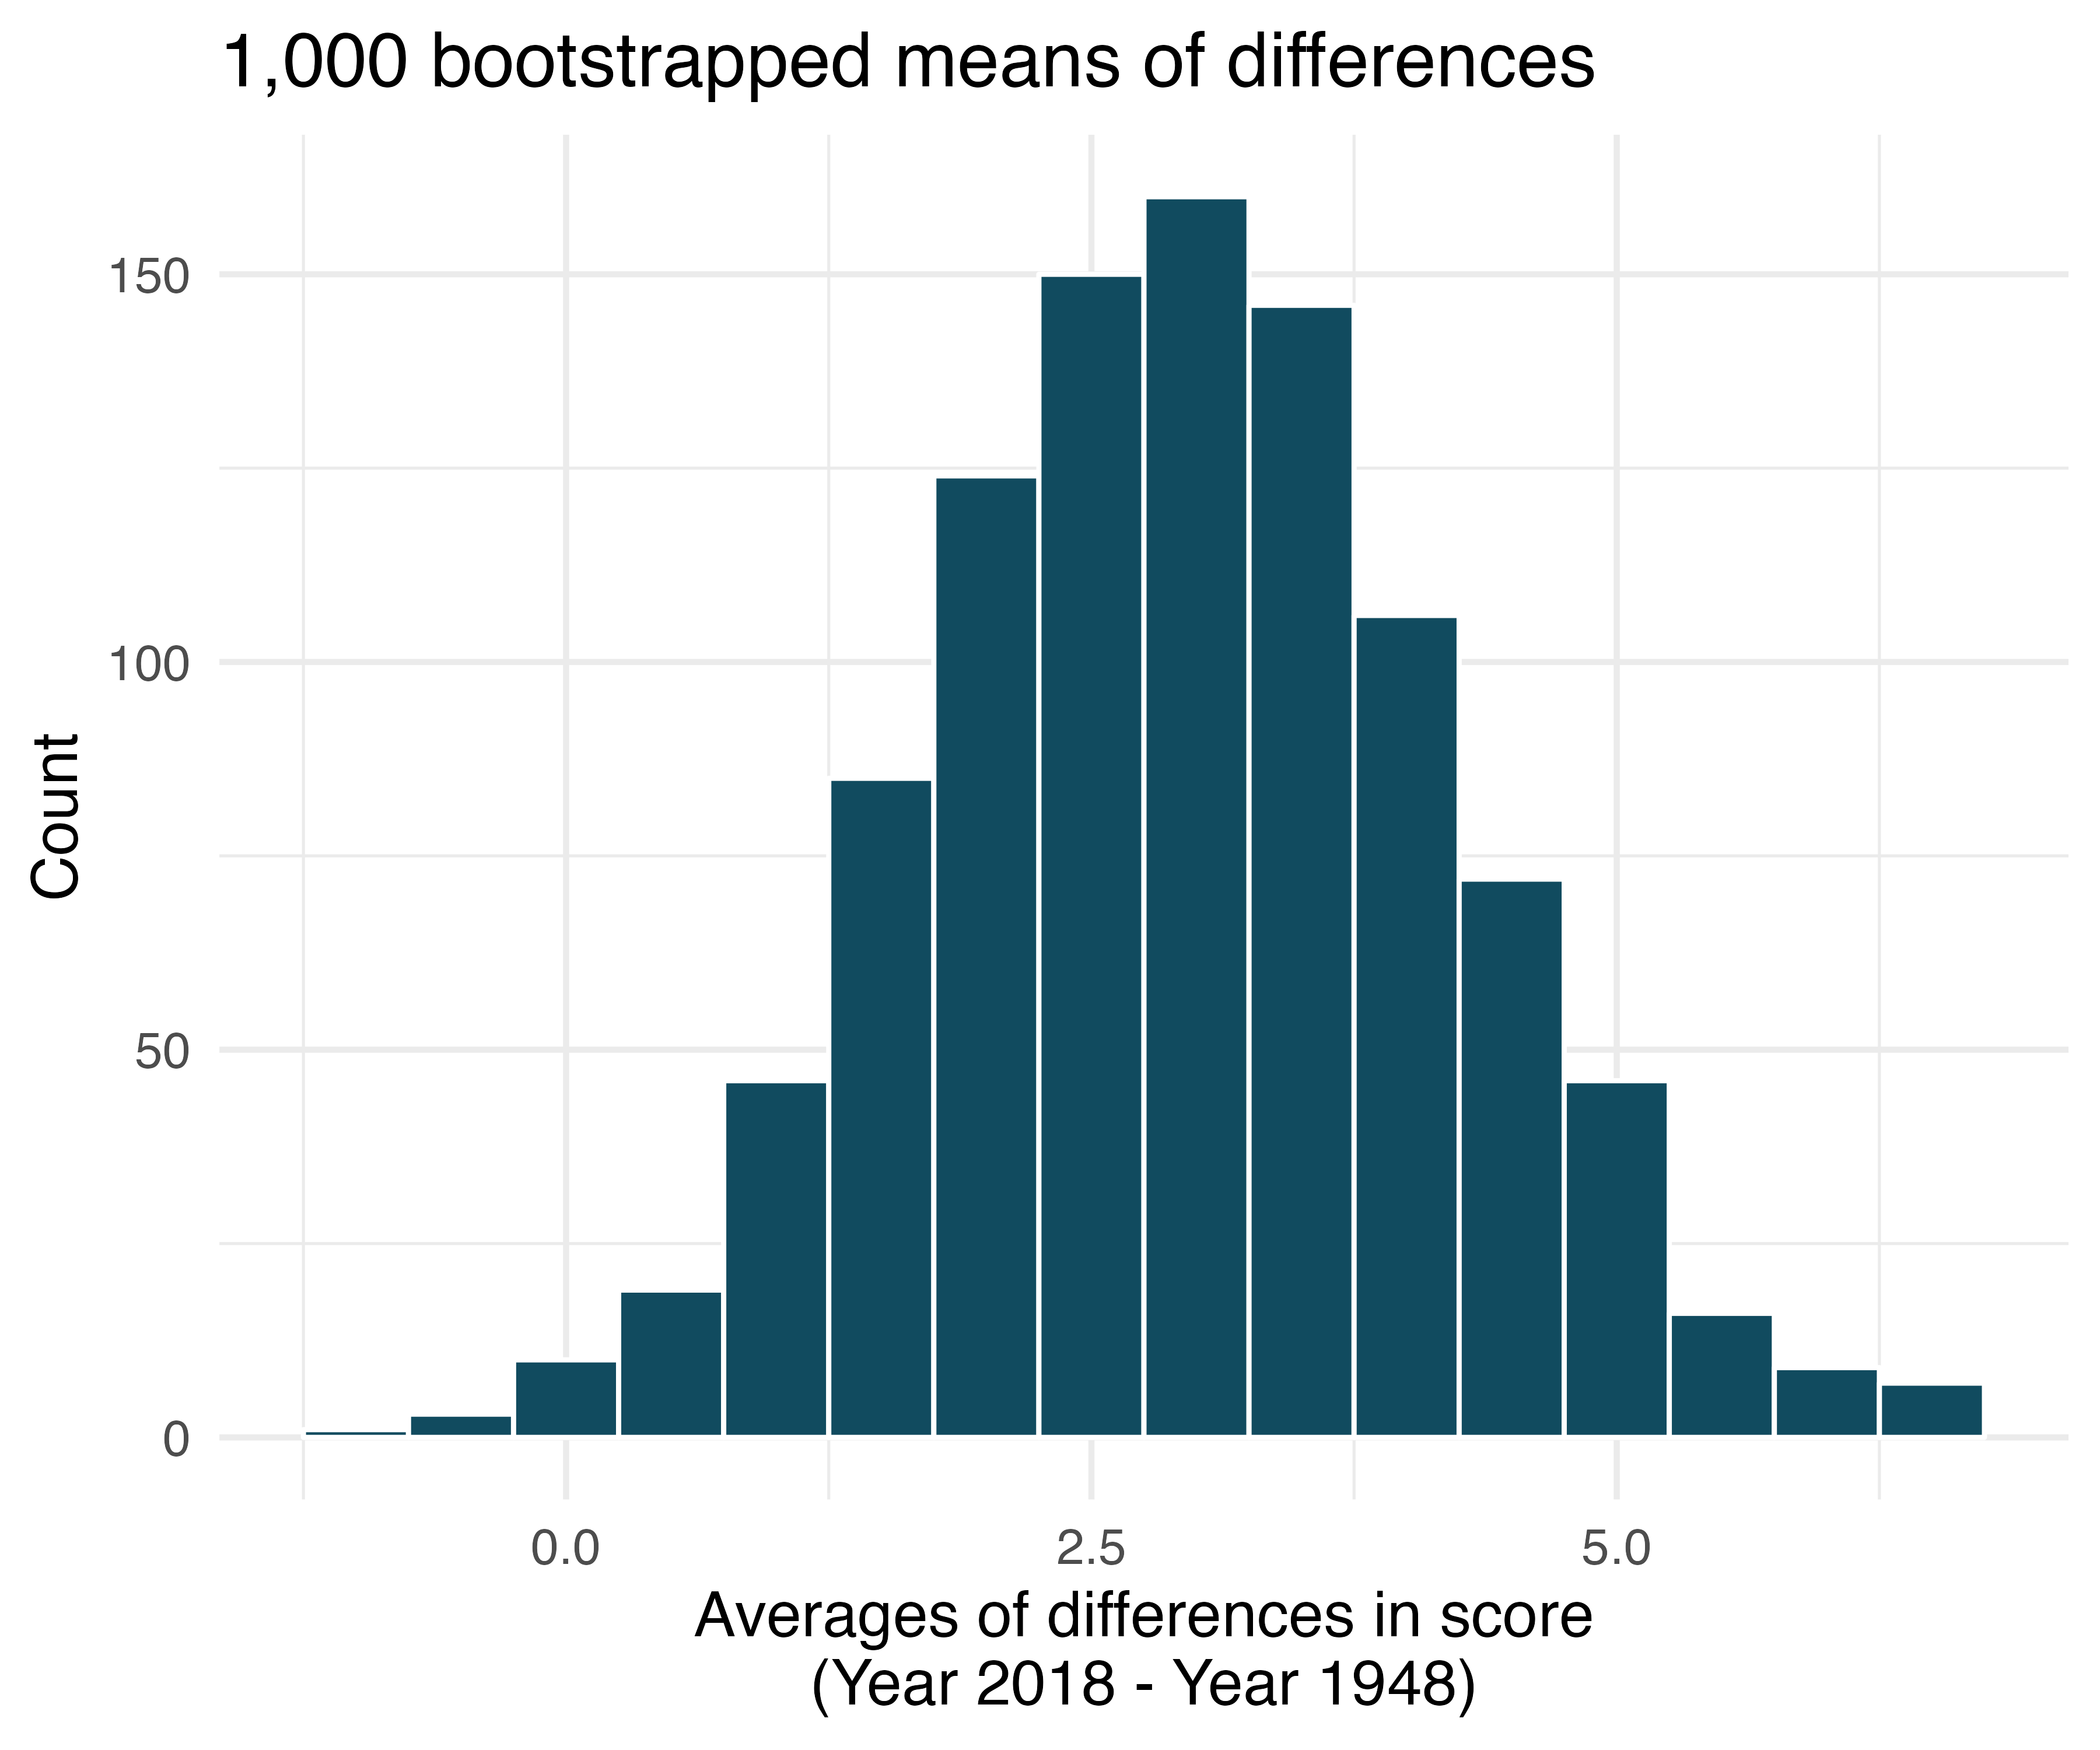 1,000 bootstrapped means of differences
150
100
50
0
Count
0.0 2.5 5.0
Averages of differences in score
(Year 2018 - Year 1948)